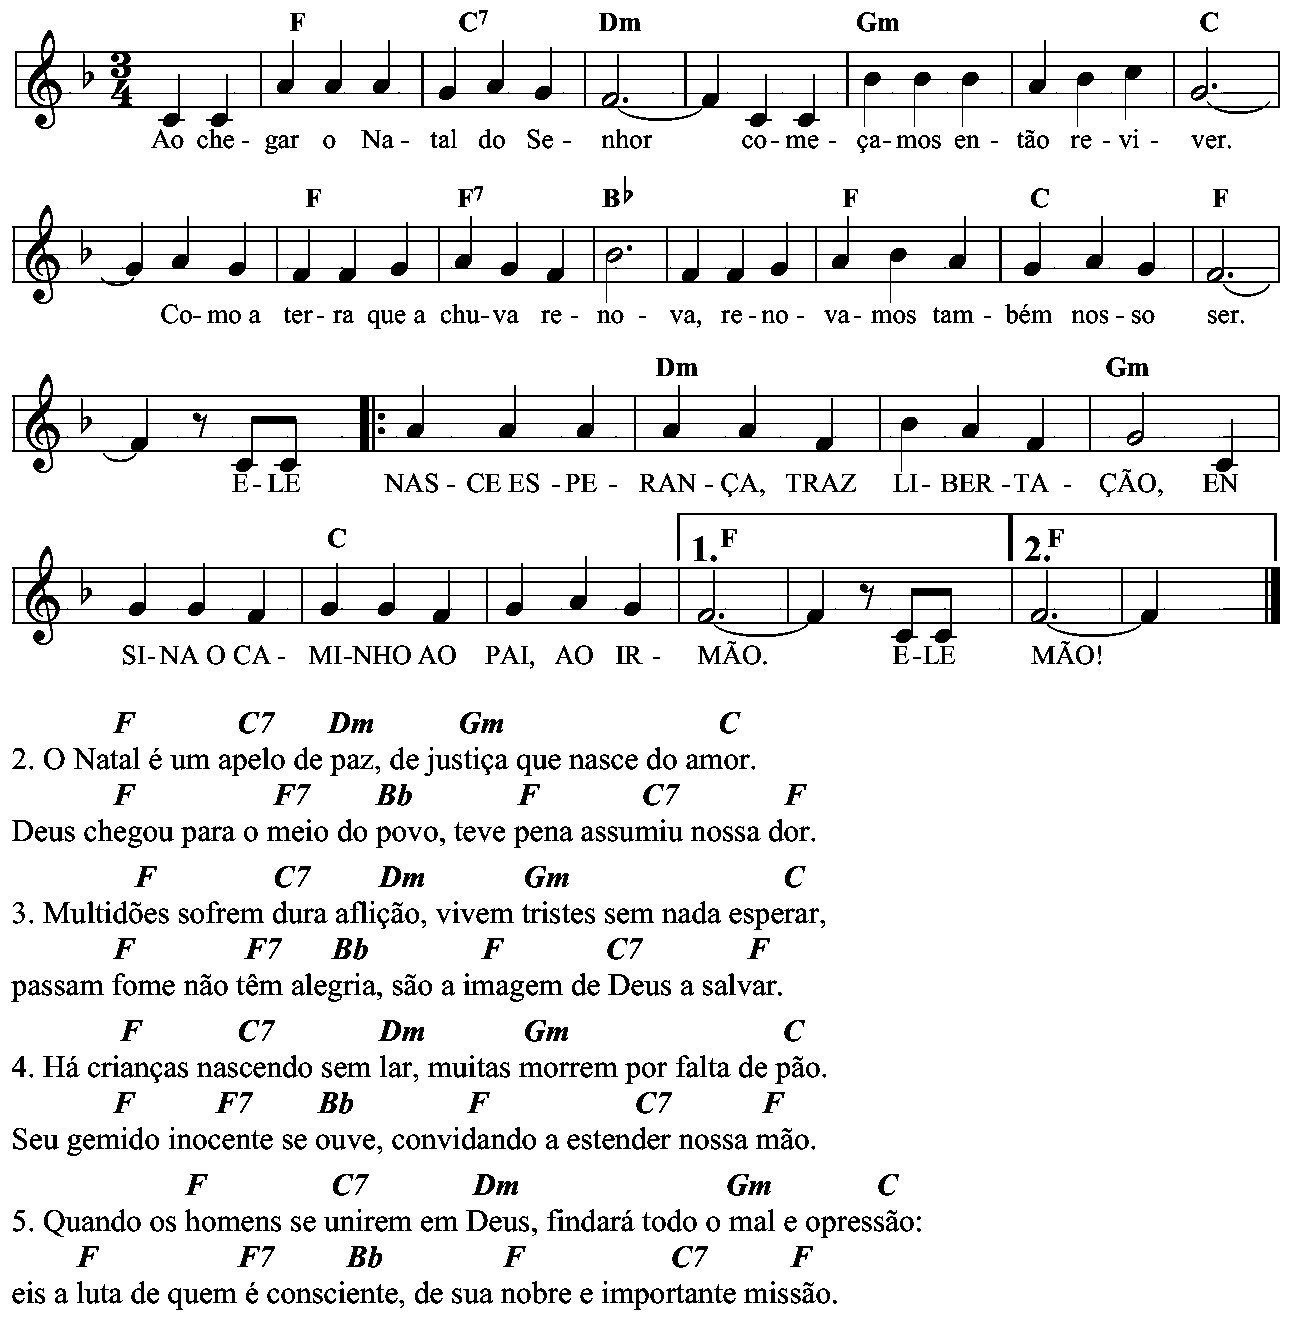 F C7 Dm Gm C
3/4
Ao che- gar o Na- tal do Se- nhor co-me- ça-mos en- tão re-vi- ver.
F F7 Bb F C F
Co-mo a ter-ra que a chu-va re- no- va, re-no- va-mos tam- bém nos-so ser.
Dm Gm
E-LE NAS-CE ES-PE- RAN-ÇA, TRAZ LI-BER-TA- ÇÃO, EN
C 1. F 2. F
SI-NA O CA- MI-NHO AO PAI, AO IR- MÃO. E-LE MÃO!
F C7 Dm Gm C
2. O Natal é um apelo de paz, de justiça que nasce do amor.
F F7 Bb F C7 F
Deus chegou para o meio do povo, teve pena assumiu nossa dor.
F C7 Dm Gm C
3. Multidões sofrem dura aflição, vivem tristes sem nada esperar,
F F7 Bb F C7 F
passam fome não têm alegria, são a imagem de Deus a salvar.
F C7 Dm Gm C
4. Há crianças nascendo sem lar, muitas morrem por falta de pão.
F F7 Bb F C7 F
Seu gemido inocente se ouve, convidando a estender nossa mão.
F C7 Dm Gm C
5. Quando os homens se unirem em Deus, findará todo o mal e opressão:
F F7 Bb F C7 F
eis a luta de quem é consciente, de sua nobre e importante missão.